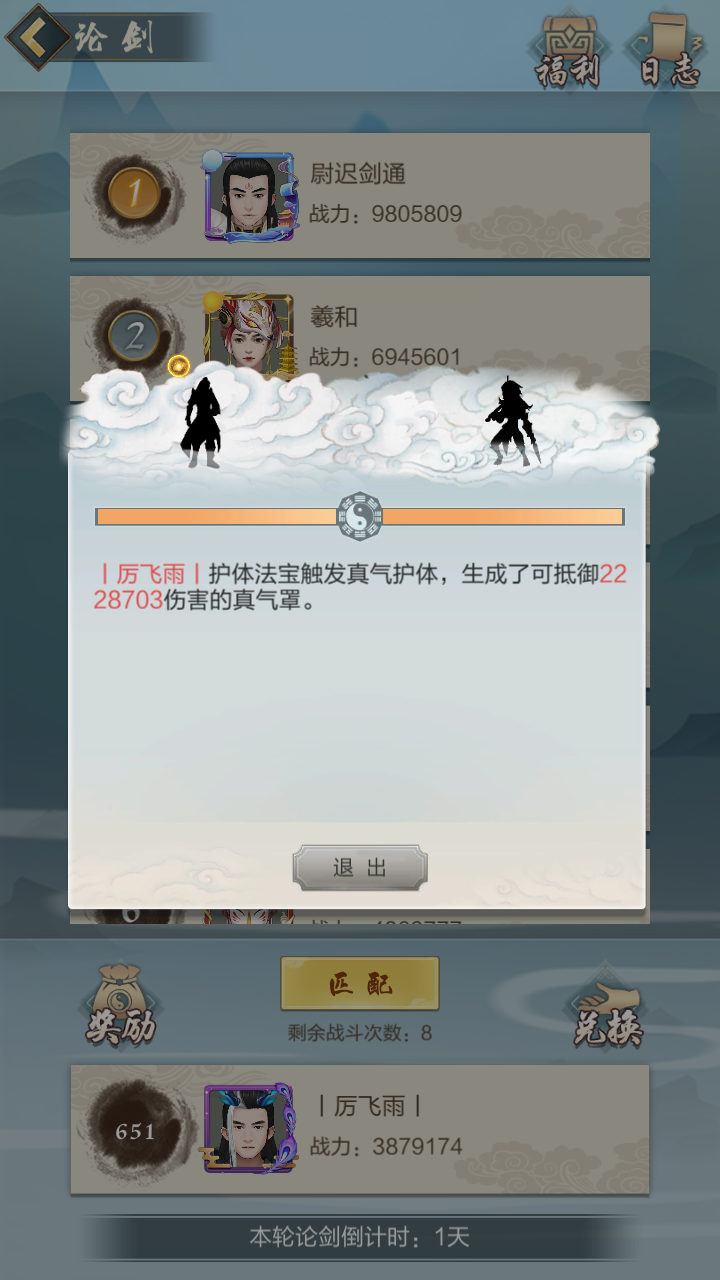 论剑
福利
日志
1
尉迟剑通
战力：9805809
2
羲和
战力：6945601
丨厉飞雨丨护体法宝触发真气护体，生成了可抵御22
28703伤害的真气罩。
退出
6
匹配
奖励
剩余战斗次数：8
兑换
651
丨厉飞雨丨
战力：3879174
本轮论剑倒计时：1天